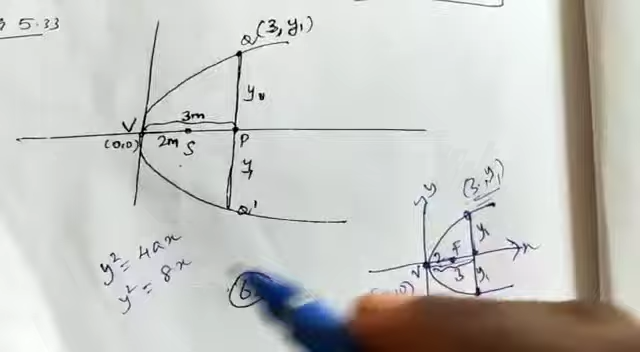 5.33
Q(3, y₁)
y₁
3m
V
(0,0)
2m
S
P
y₁
Q'
y² = 4ax
y² = 8x
6
y
(3, y₁)
y₁
x
V
2
F
3
y₁